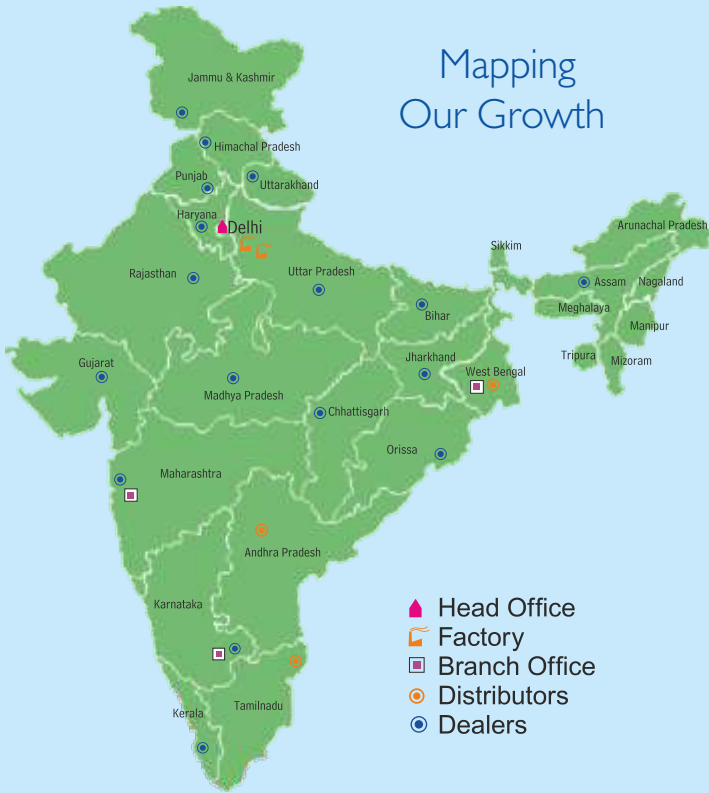 Mapping
Our Growth
Jammu & Kashmir
Himachal Pradesh
Punjab
Uttarakhand
Haryana
Delhi
Arunachal Pradesh
Sikkim
Rajasthan
Uttar Pradesh
Assam
Nagaland
Meghalaya
Bihar
Manipur
Gujarat
Jharkhand
Tripura
Mizoram
West Bengal
Madhya Pradesh
Chhattisgarh
Orissa
Maharashtra
Andhra Pradesh
Karnataka
Kerala
Tamilnadu
Head Office
Factory
Branch Office
Distributors
Dealers